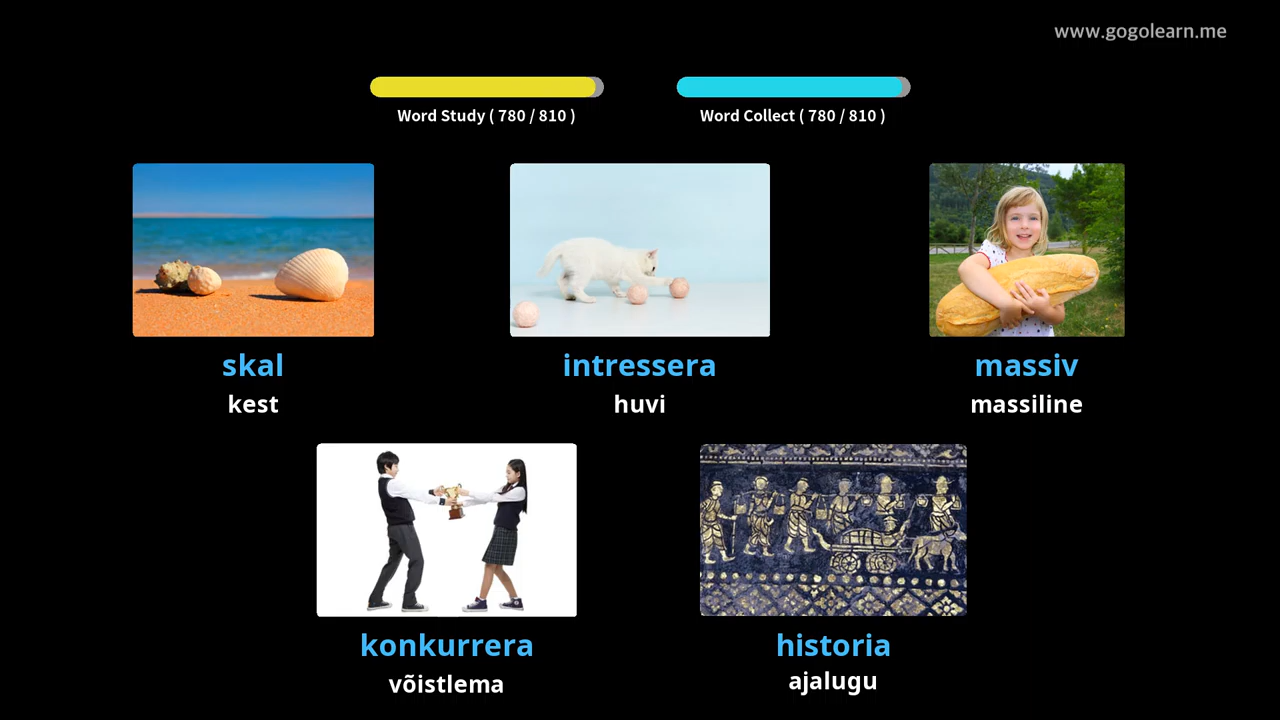 www.gogolearn.me
Word Study ( 780 / 810 )
Word Collect ( 780 / 810 )
skal
kest
intressera
huvi
massiv
massiline
konkurrera
võistlema
historia
ajalugu